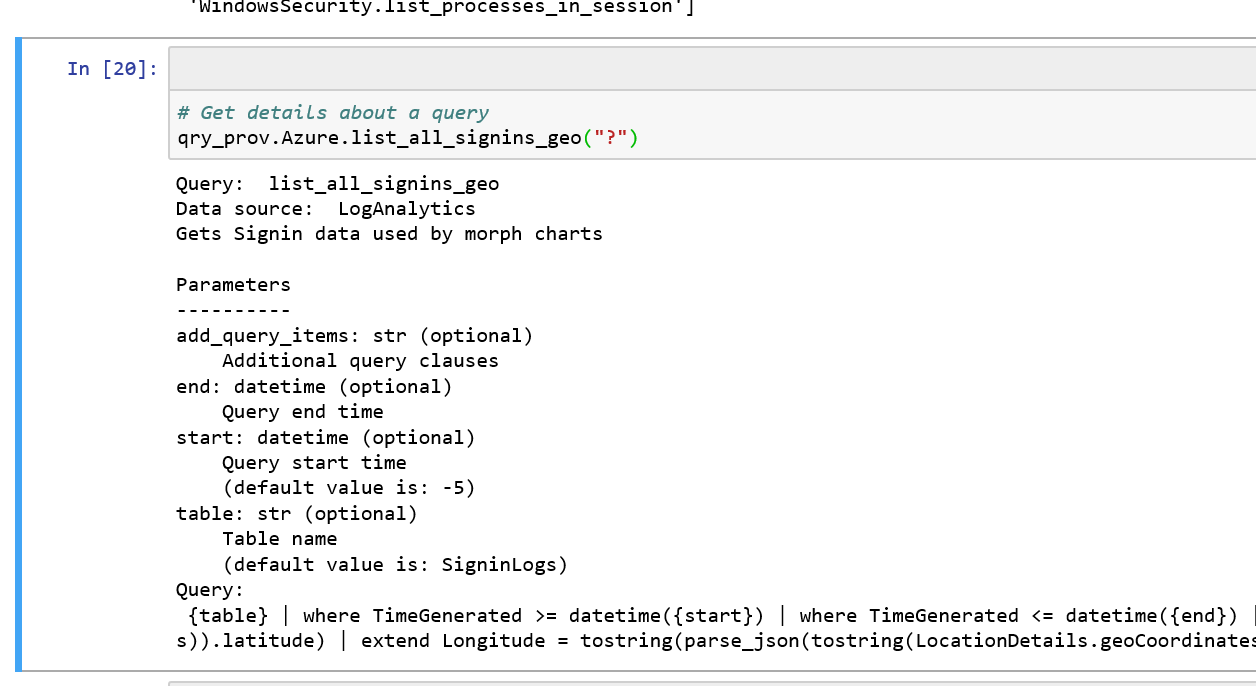 'WindowsSecurity.list_processes_in_session']
In [20]:
# Get details about a query
qry_prov.Azure.list_all_signins_geo("?")
Query:  list_all_signins_geo
Data source:  LogAnalytics
Gets Signin data used by morph charts
Parameters
----------
add_query_items: str (optional)
    Additional query clauses
end: datetime (optional)
    Query end time
start: datetime (optional)
    Query start time
    (default value is: -5)
table: str (optional)
    Table name
    (default value is: SigninLogs)
Query:
 {table} | where TimeGenerated >= datetime({start}) | where TimeGenerated <= datetime({end}) |
s)).latitude) | extend Longitude = tostring(parse_json(tostring(LocationDetails.geoCoordinates